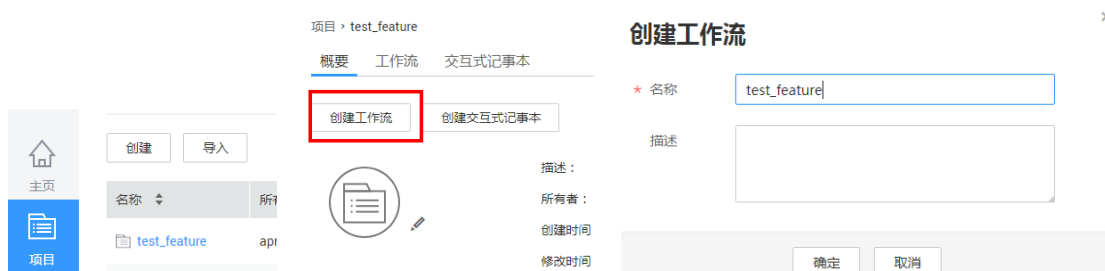 主页
项目
创建 导入
名称 所有
test_feature apr
项目 › test_feature
概要 工作流 交互式记事本
创建工作流 创建交互式记事本
描述：
所有者：
创建时间
修改时间
创建工作流
* 名称 test_feature
描述
确定 取消